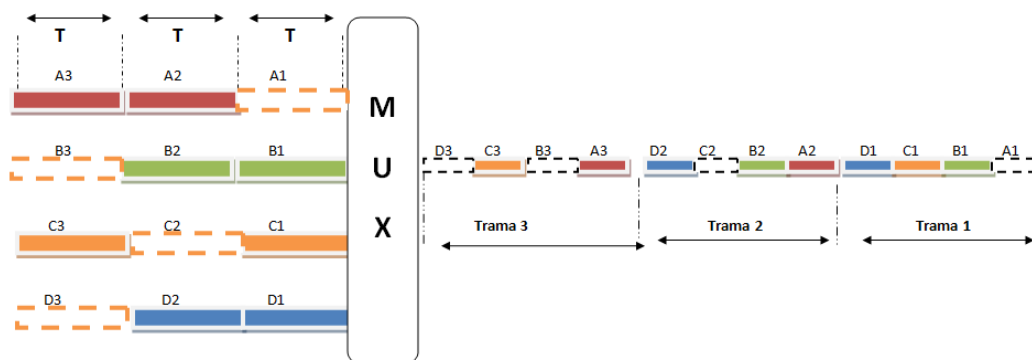 T T T
A3 A2 A1
M
B3 B2 B1
U
D3 C3 B3 A3 D2 C2 B2 A2 D1 C1 B1 A1
C3 C2 C1
X
Trama 3 Trama 2 Trama 1
D3 D2 D1